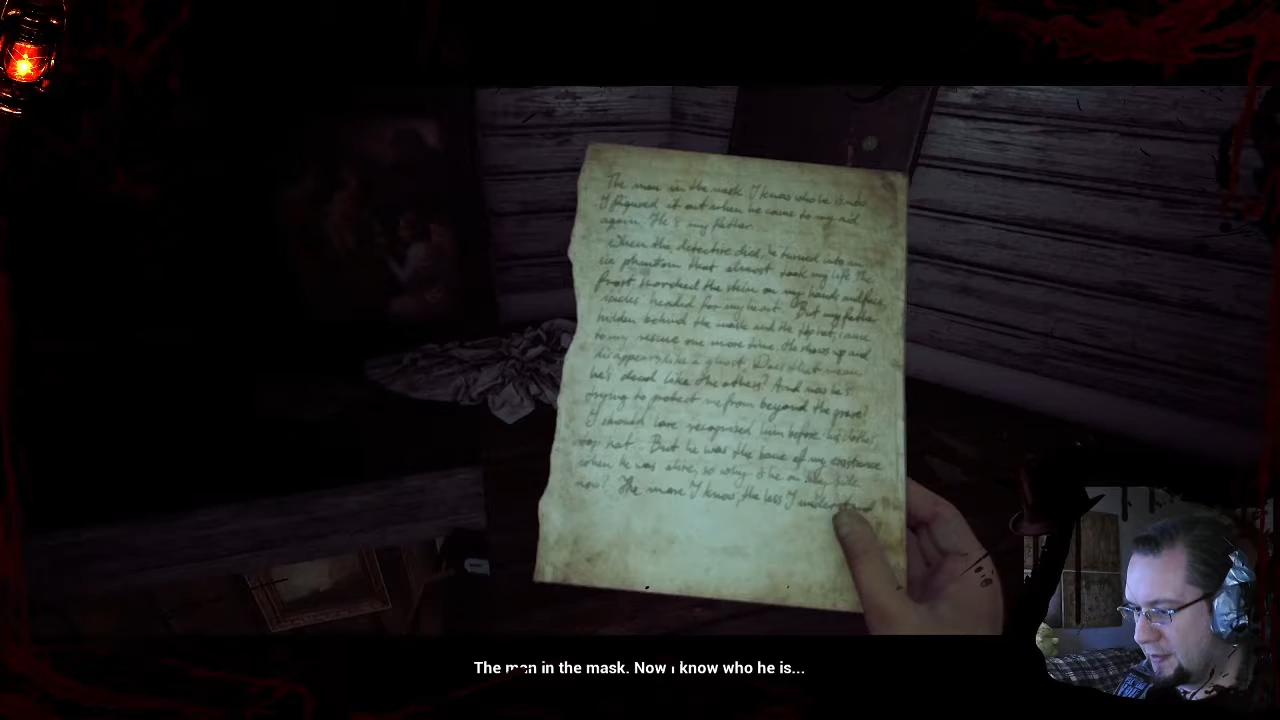 The man in the mask. I know who he is now
I figured it out when he came to my aid
again. He's my father.
When the detective died, he turned into an
ice phantom that almost took my life. The
frost scorched the skin on my hands and face,
icicles headed for my heart. But my father
hidden behind the mask and the top hat, came
to my rescue one more time. He shows up and
disappears like a ghost. Does that mean
he's dead like the others? And now he's
trying to protect me from beyond the grave?
I should have recognised him before his clothes,
hat. But he was the bane of my existence
when he was alive, so why is he on my side
now? The more I know, the less I understand
The man in the mask. Now I know who he is...